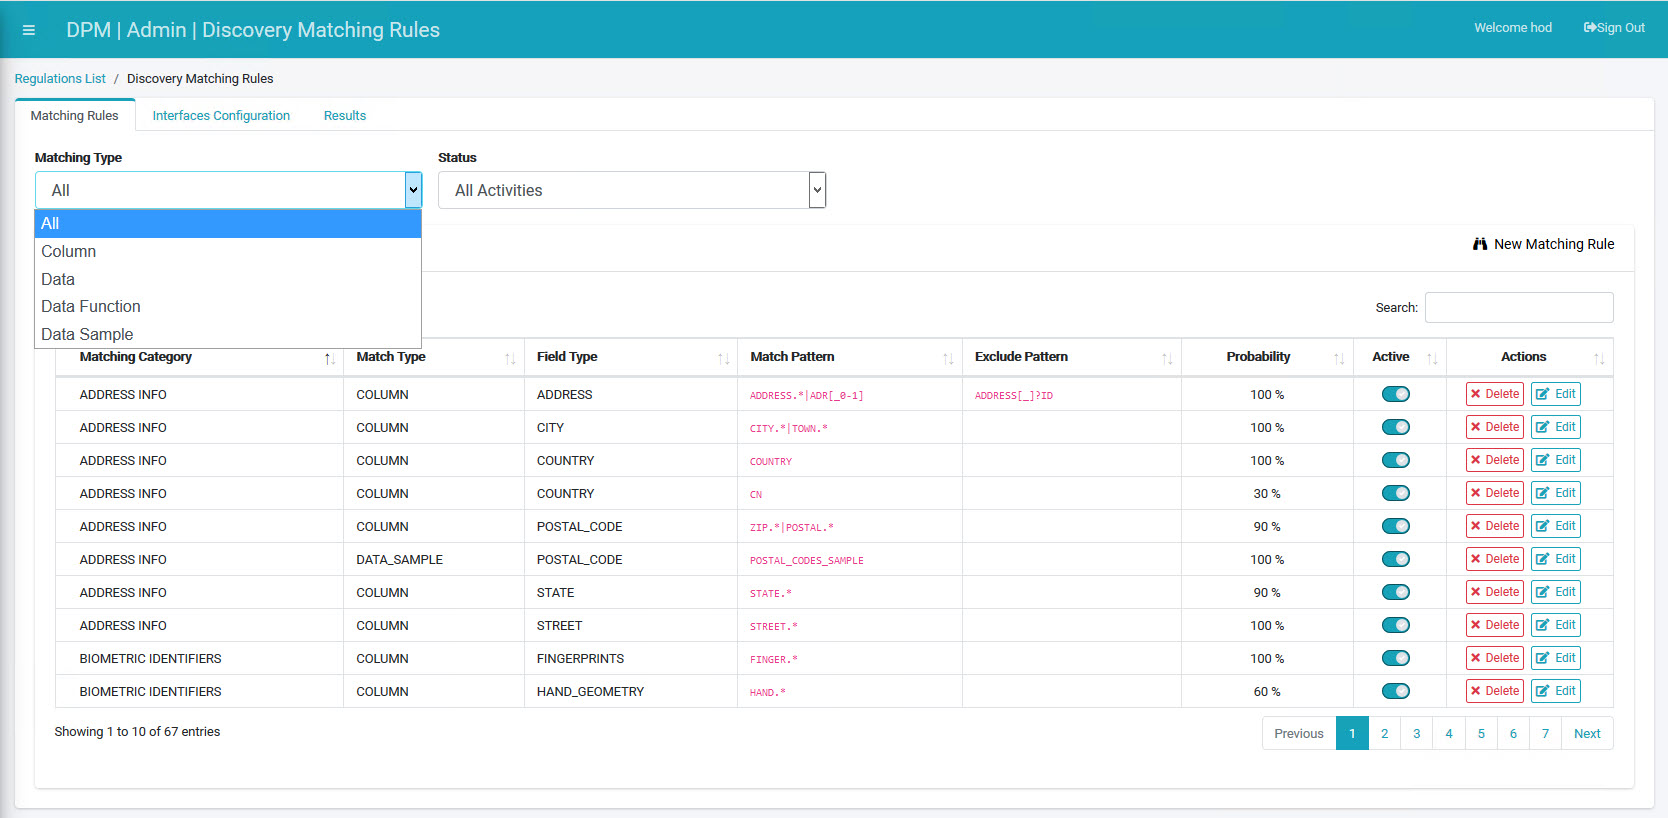 DPM | Admin | Discovery Matching Rules
Welcome hod
Sign Out
Regulations List / Discovery Matching Rules
Matching Rules
Interfaces Configuration
Results
Matching Type
Status
All
All Activities
All
Column
Data
Data Function
Data Sample
New Matching Rule
Search:
Matching Category Match Type Field Type Match Pattern Exclude Pattern Probability Active Actions
ADDRESS INFO COLUMN ADDRESS ADDRESS.*|ADR[_0-1] ADDRESS[_]?ID 100 % Delete Edit
ADDRESS INFO COLUMN CITY CITY.*|TOWN.* 100 % Delete Edit
ADDRESS INFO COLUMN COUNTRY COUNTRY 100 % Delete Edit
ADDRESS INFO COLUMN COUNTRY CN 30 % Delete Edit
ADDRESS INFO COLUMN POSTAL_CODE ZIP.*|POSTAL.* 90 % Delete Edit
ADDRESS INFO DATA_SAMPLE POSTAL_CODE POSTAL_CODES_SAMPLE 100 % Delete Edit
ADDRESS INFO COLUMN STATE STATE.* 90 % Delete Edit
ADDRESS INFO COLUMN STREET STREET.* 100 % Delete Edit
BIOMETRIC IDENTIFIERS COLUMN FINGERPRINTS FINGER.* 100 % Delete Edit
BIOMETRIC IDENTIFIERS COLUMN HAND_GEOMETRY HAND.* 60 % Delete Edit
Showing 1 to 10 of 67 entries
Previous 1 2 3 4 5 6 7 Next